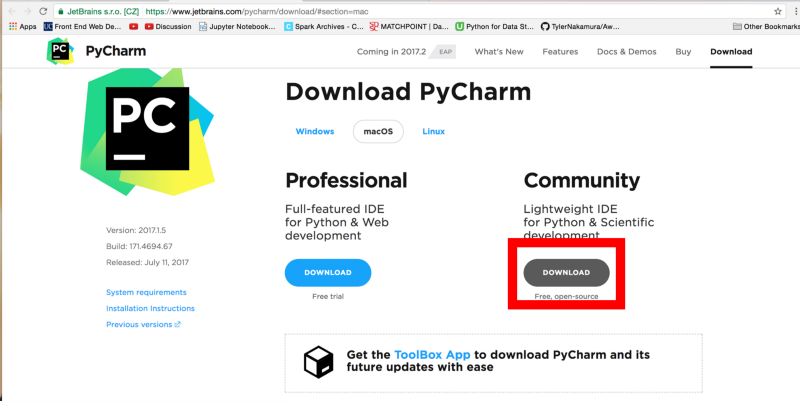 JetBrains s.r.o. [CZ] https://www.jetbrains.com/pycharm/download/#section=mac
Apps Front End Web De... Discussion Jupyter Notebook... Spark Archives - C... MATCHPOINT | Da... Python for Data St... TylerNakamura/Aw... Other Bookmarks
PC PyCharm Coming in 2017.2 EAP What's New Features Docs & Demos Buy Download
PC
Download PyCharm
Windows macOS Linux
Professional
Full-featured IDE
for Python & Web
development
DOWNLOAD
Free trial
Community
Lightweight IDE
for Python & Scientific
development
DOWNLOAD
Free, open-source
Version: 2017.1.5
Build: 171.4694.67
Released: July 11, 2017
System requirements
Installation Instructions
Previous versions
Get the ToolBox App to download PyCharm and its
future updates with ease